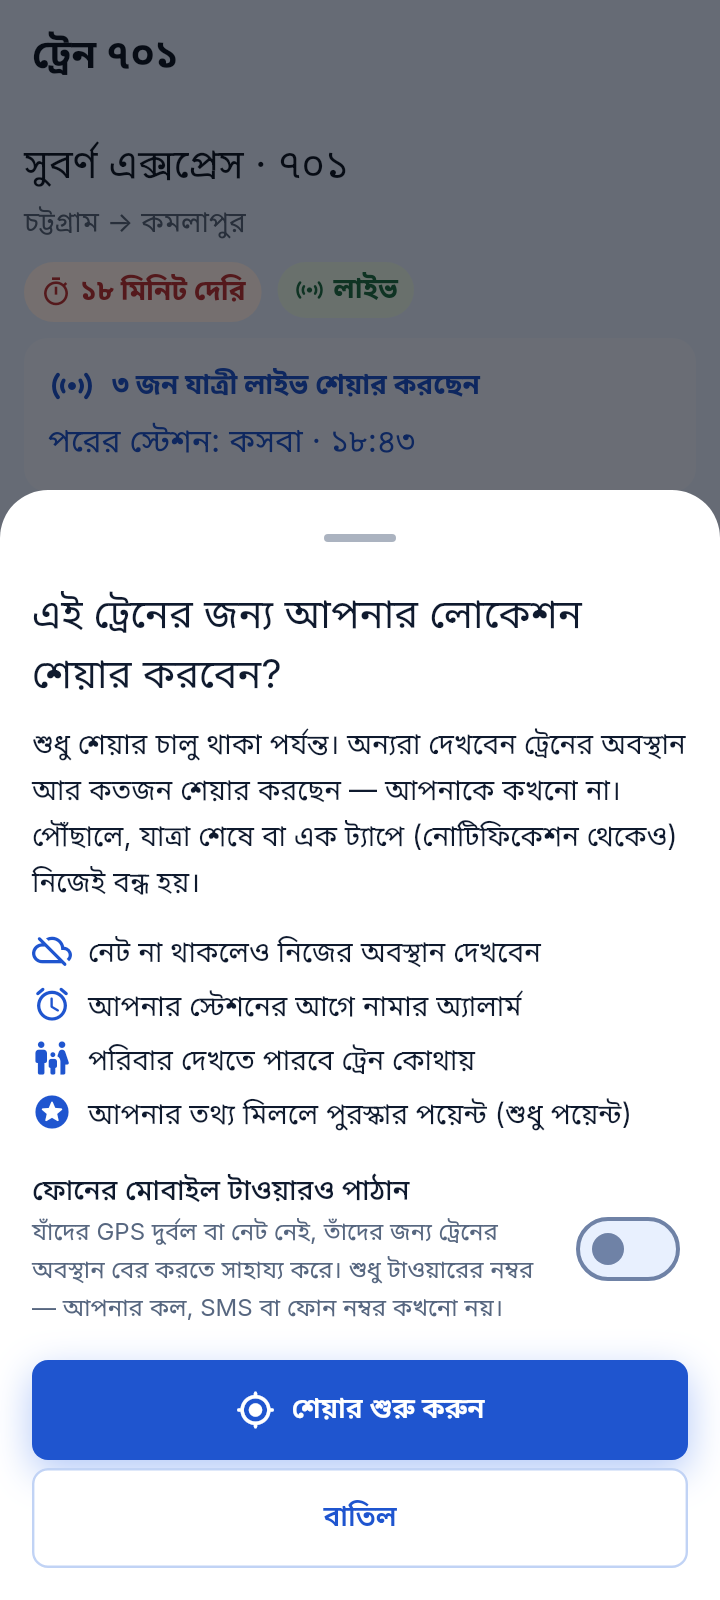 ট্রেন ৭০১
সুবর্ণ এক্সপ্রেস · ৭০১
চট্টগ্রাম → কমলাপুর
১৮ মিনিট দেরি
লাইভ
৩ জন যাত্রী লাইভ শেয়ার করছেন
পরের স্টেশন: কসবা · ১৮:৪৩
এই ট্রেনের জন্য আপনার লোকেশন
শেয়ার করবেন?
শুধু শেয়ার চালু থাকা পর্যন্ত। অন্যরা দেখবেন ট্রেনের অবস্থান
আর কতজন শেয়ার করছেন — আপনাকে কখনো না।
পৌঁছালে, যাত্রা শেষে বা এক ট্যাপে (নোটিফিকেশন থেকেও)
নিজেই বন্ধ হয়।
নেট না থাকলেও নিজের অবস্থান দেখবেন
আপনার স্টেশনের আগে নামার অ্যালার্ম
পরিবার দেখতে পারবে ট্রেন কোথায়
আপনার তথ্য মিললে পুরস্কার পয়েন্ট (শুধু পয়েন্ট)
ফোনের মোবাইল টাওয়ারও পাঠান
যাঁদের GPS দুর্বল বা নেট নেই, তাঁদের জন্য ট্রেনের
অবস্থান বের করতে সাহায্য করে। শুধু টাওয়ারের নম্বর
— আপনার কল, SMS বা ফোন নম্বর কখনো নয়।
শেয়ার শুরু করুন
বাতিল